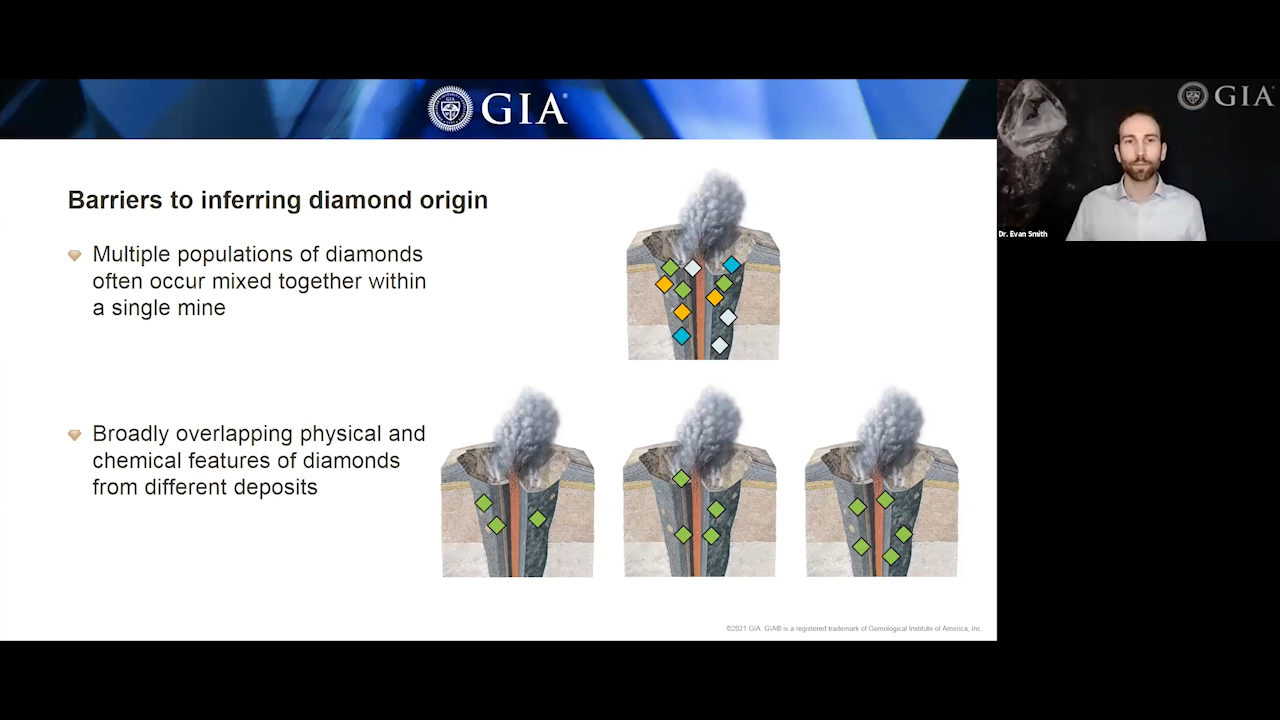 GIA®
GIA
Dr. Evan Smith
Barriers to inferring diamond origin
Multiple populations of diamonds
often occur mixed together within
a single mine
Broadly overlapping physical and
chemical features of diamonds
from different deposits
©2021 GIA. GIA® is a registered trademark of Gemological Institute of America, Inc.